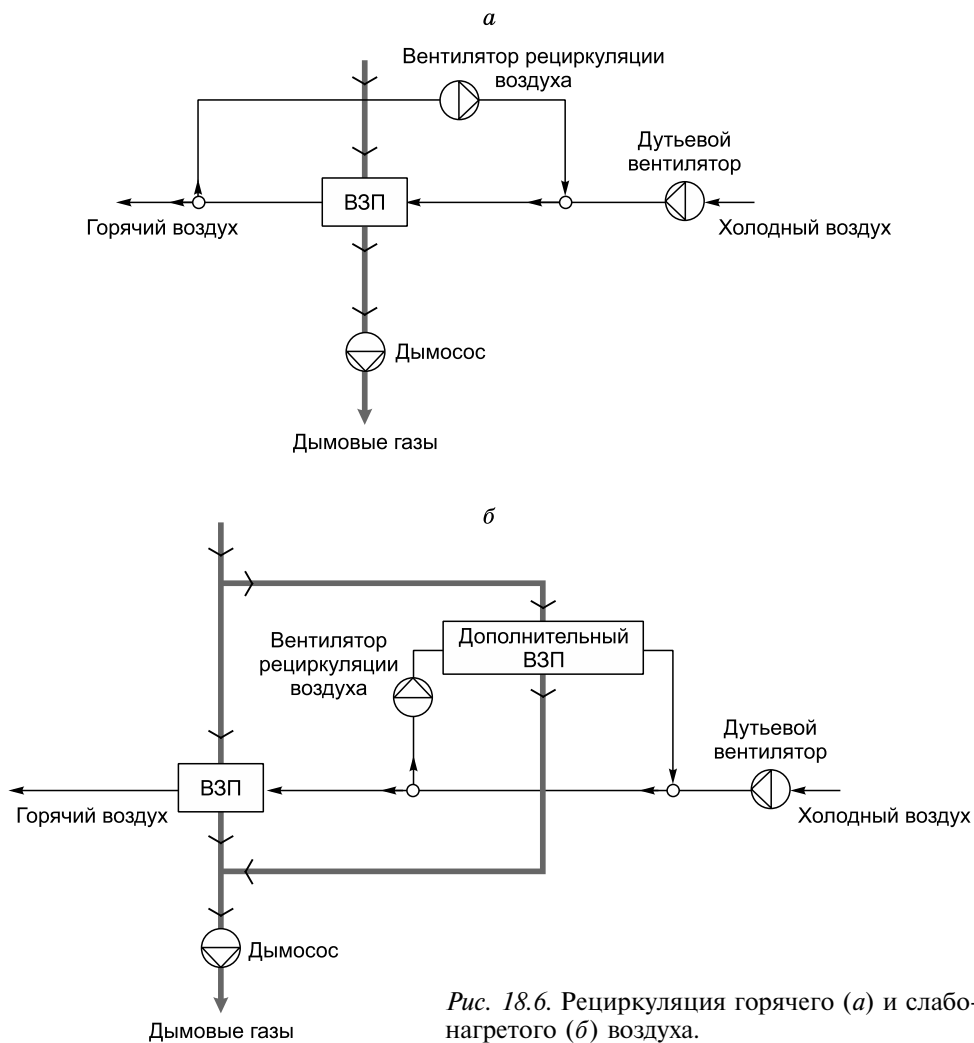 а
Вентилятор рециркуляции
воздуха
Дутьевой
вентилятор
ВЗП
Горячий воздух
Холодный воздух
Дымосос
Дымовые газы
б
Дополнительный
ВЗП
Вентилятор
рециркуляции
воздуха
Дутьевой
вентилятор
ВЗП
Горячий воздух
Холодный воздух
Дымосос
Дымовые газы
Рис. 18.6. Рециркуляция горячего (а) и слабо-
нагретого (б) воздуха.